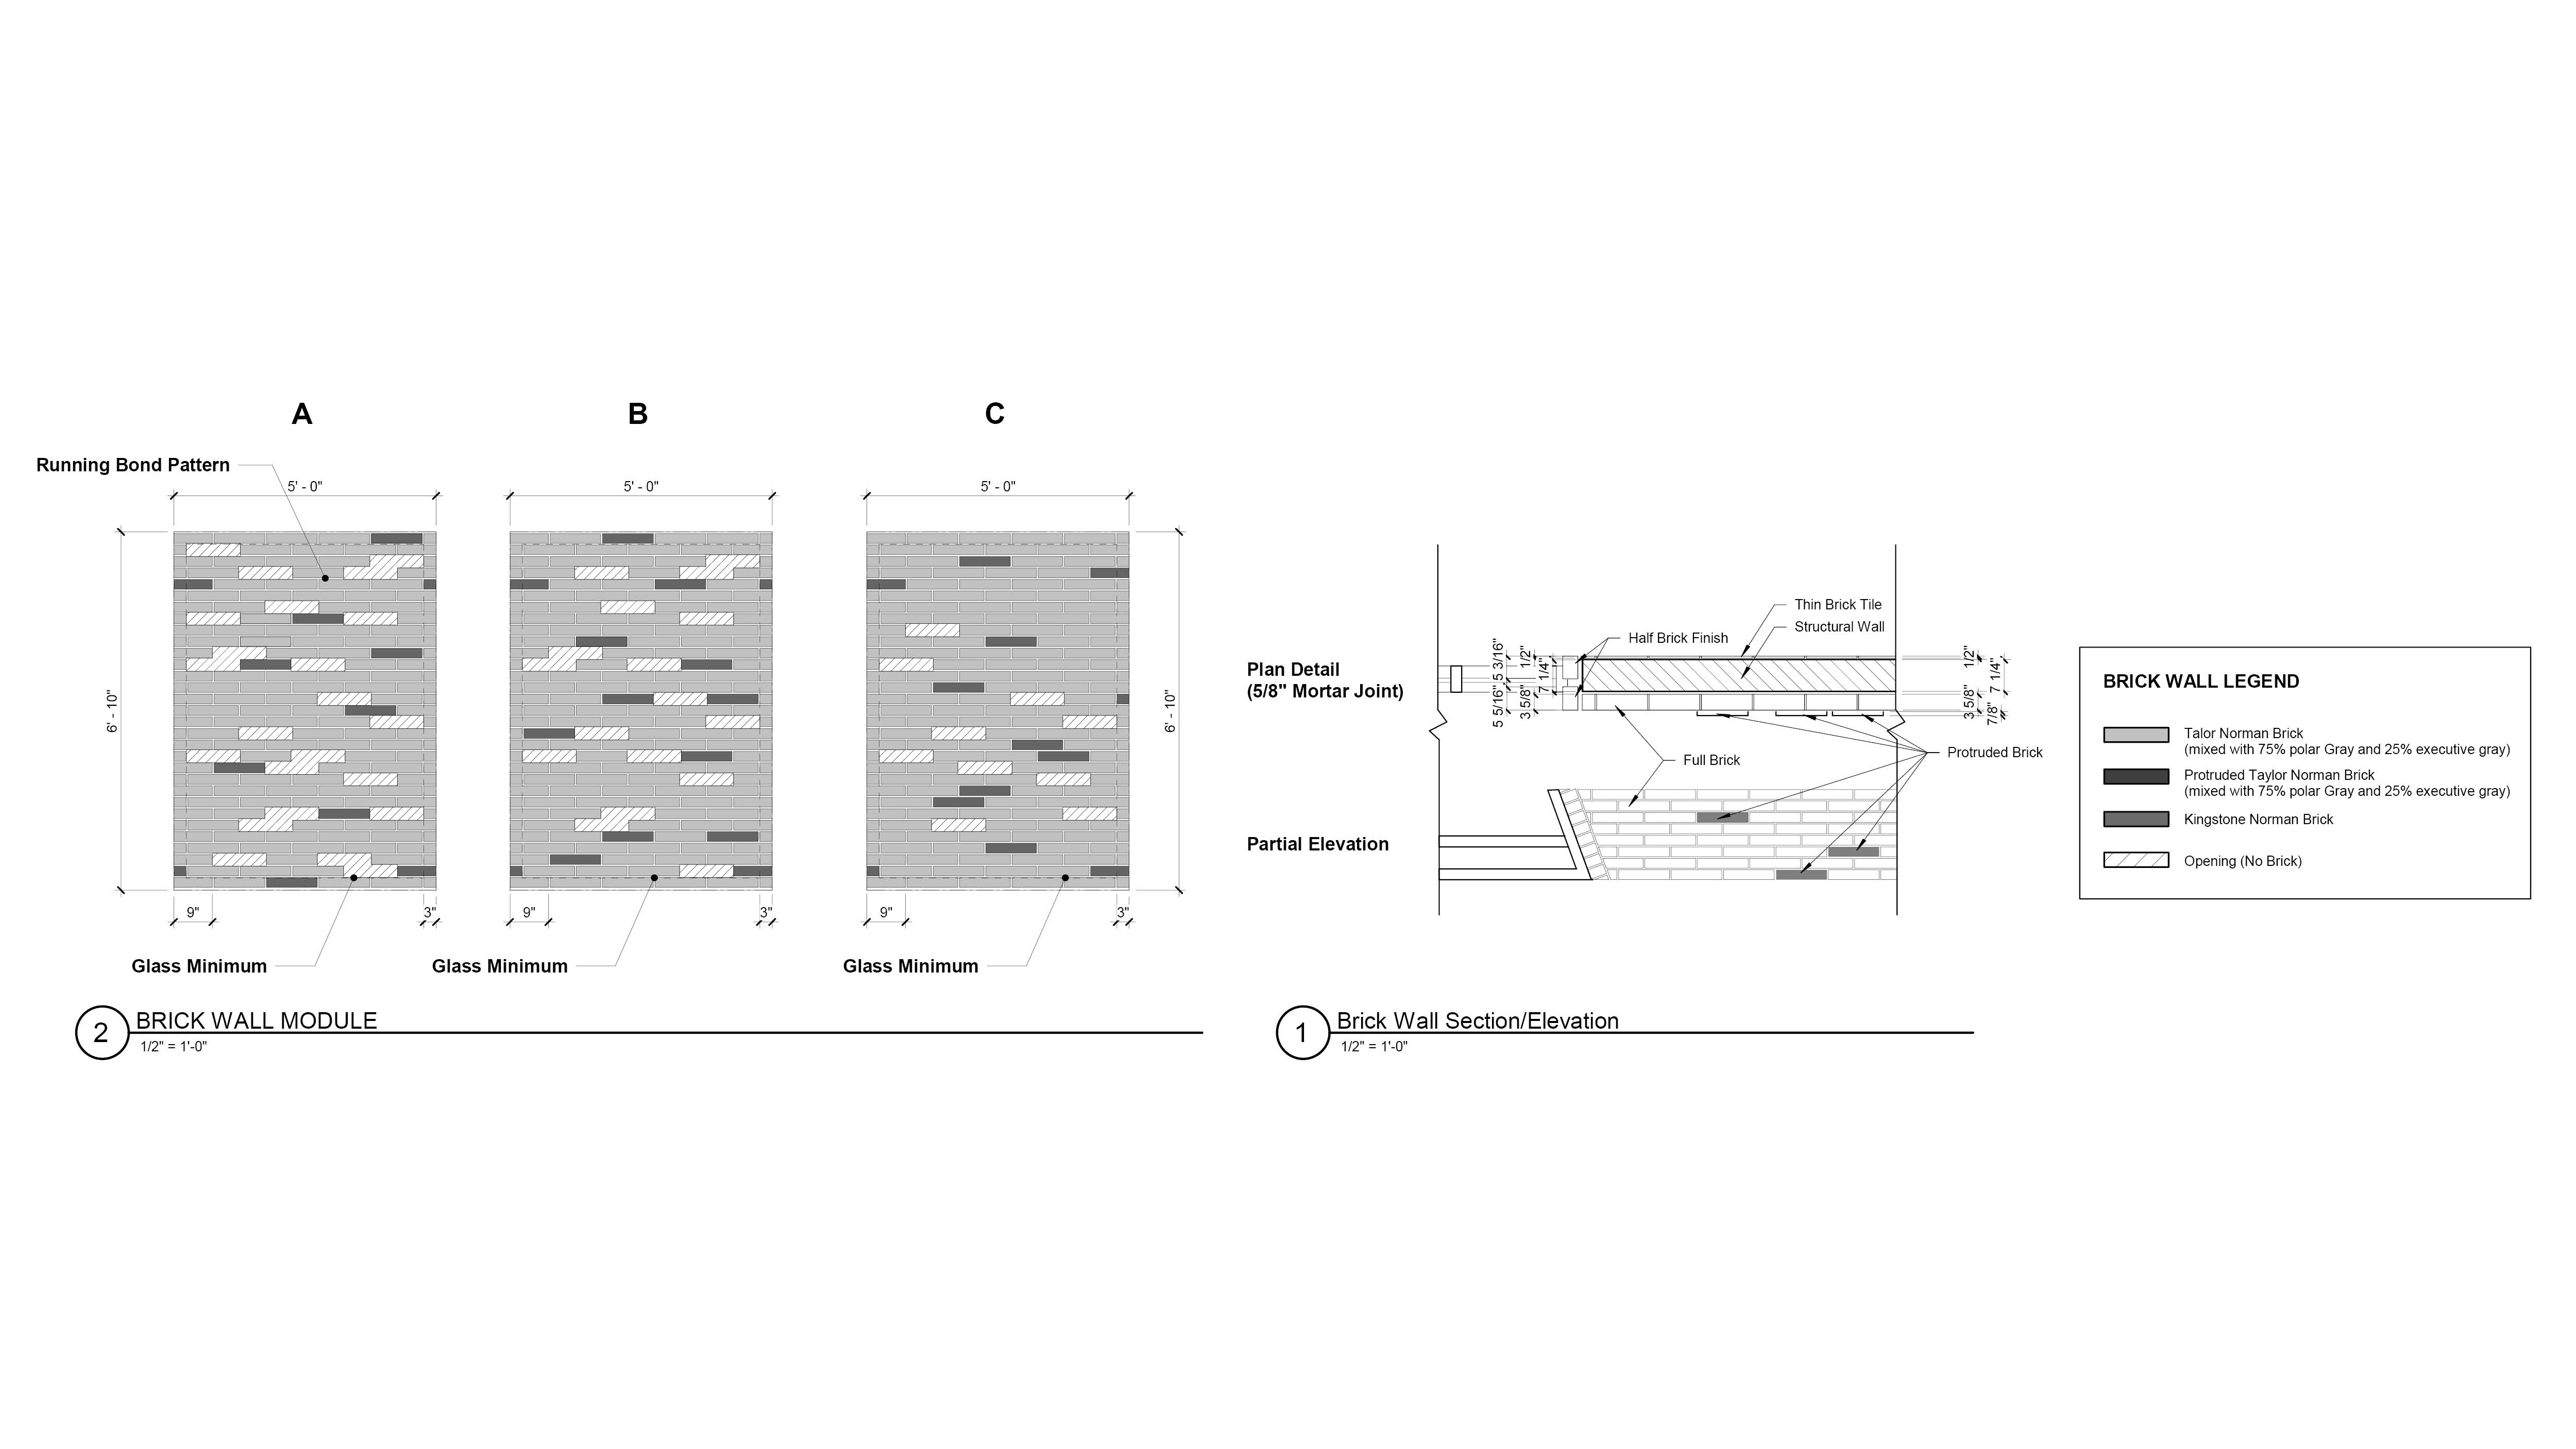 A
B
C
Running Bond Pattern
5' - 0"
5' - 0"
5' - 0"
6' - 10"
6' - 10"
9"
3"
9"
3"
9"
3"
Glass Minimum
Glass Minimum
Glass Minimum
2
BRICK WALL MODULE
1/2" = 1'-0"
Plan Detail
(5/8" Mortar Joint)
Partial Elevation
Thin Brick Tile
Structural Wall
Half Brick Finish
5 3/16"
1/2"
7 1/4"
5 5/16"
3 5/8"
1/2"
7 1/4"
3 5/8"
7/8"
Full Brick
Protruded Brick
1
Brick Wall Section/Elevation
1/2" = 1'-0"
BRICK WALL LEGEND
Talor Norman Brick
(mixed with 75% polar Gray and 25% executive gray)
Protruded Taylor Norman Brick
(mixed with 75% polar Gray and 25% executive gray)
Kingstone Norman Brick
Opening (No Brick)